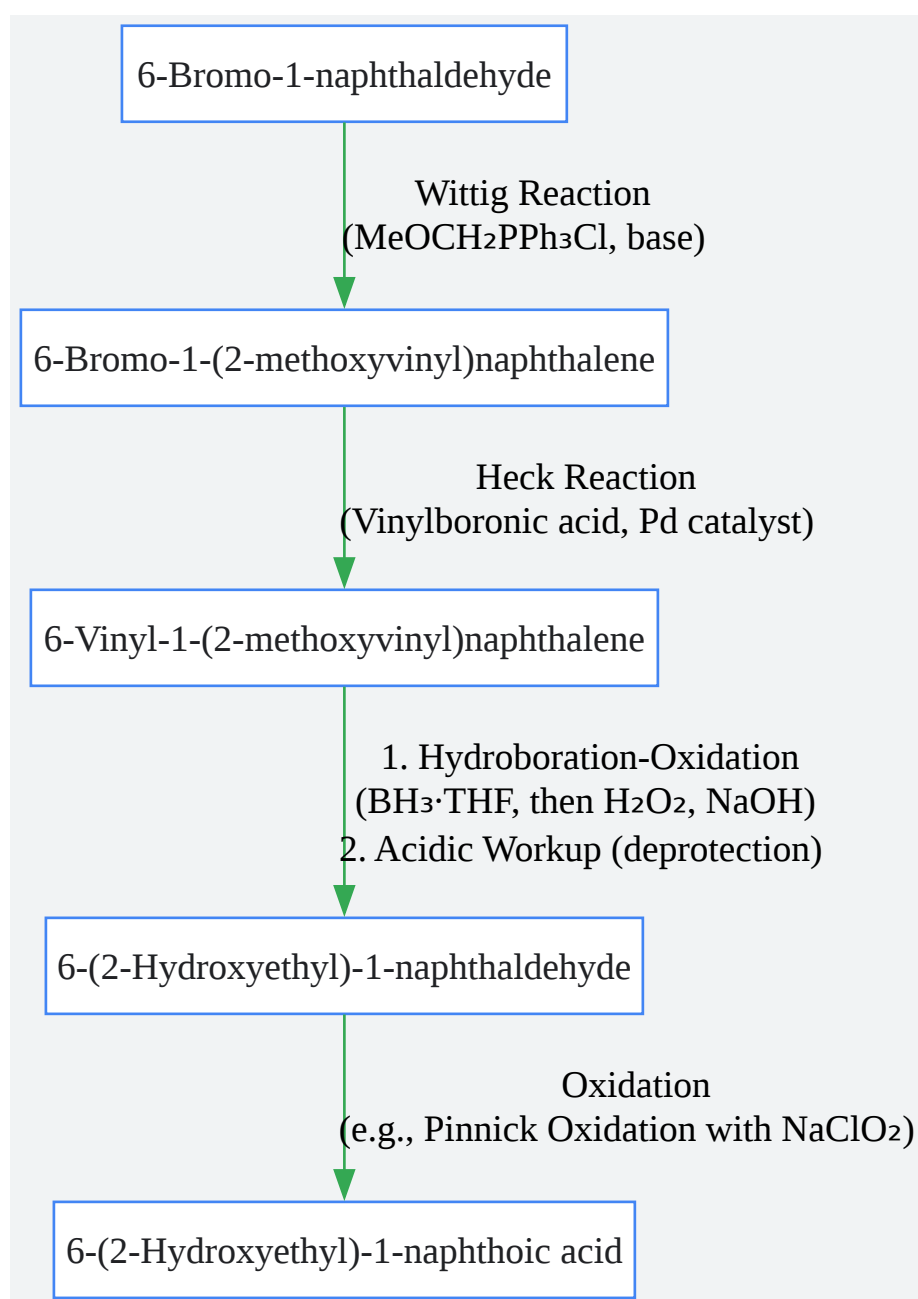 6-Bromo-1-naphthaldehyde
Wittig Reaction
(MeOCH₂PPh₃Cl, base)
6-Bromo-1-(2-methoxyvinyl)naphthalene
Heck Reaction
(Vinylboronic acid, Pd catalyst)
6-Vinyl-1-(2-methoxyvinyl)naphthalene
1. Hydroboration-Oxidation
(BH₃·THF, then H₂O₂, NaOH)
2. Acidic Workup (deprotection)
6-(2-Hydroxyethyl)-1-naphthaldehyde
Oxidation
(e.g., Pinnick Oxidation with NaClO₂)
6-(2-Hydroxyethyl)-1-naphthoic acid